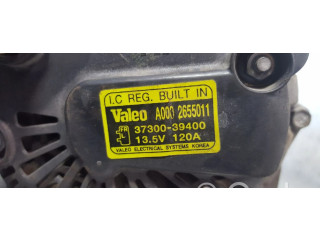 I.C REG. BUILT IN
Valeo A000 2655011
37300-39400
13.5V 120A
VALEO ELECTRICAL SYSTEMS KOREA